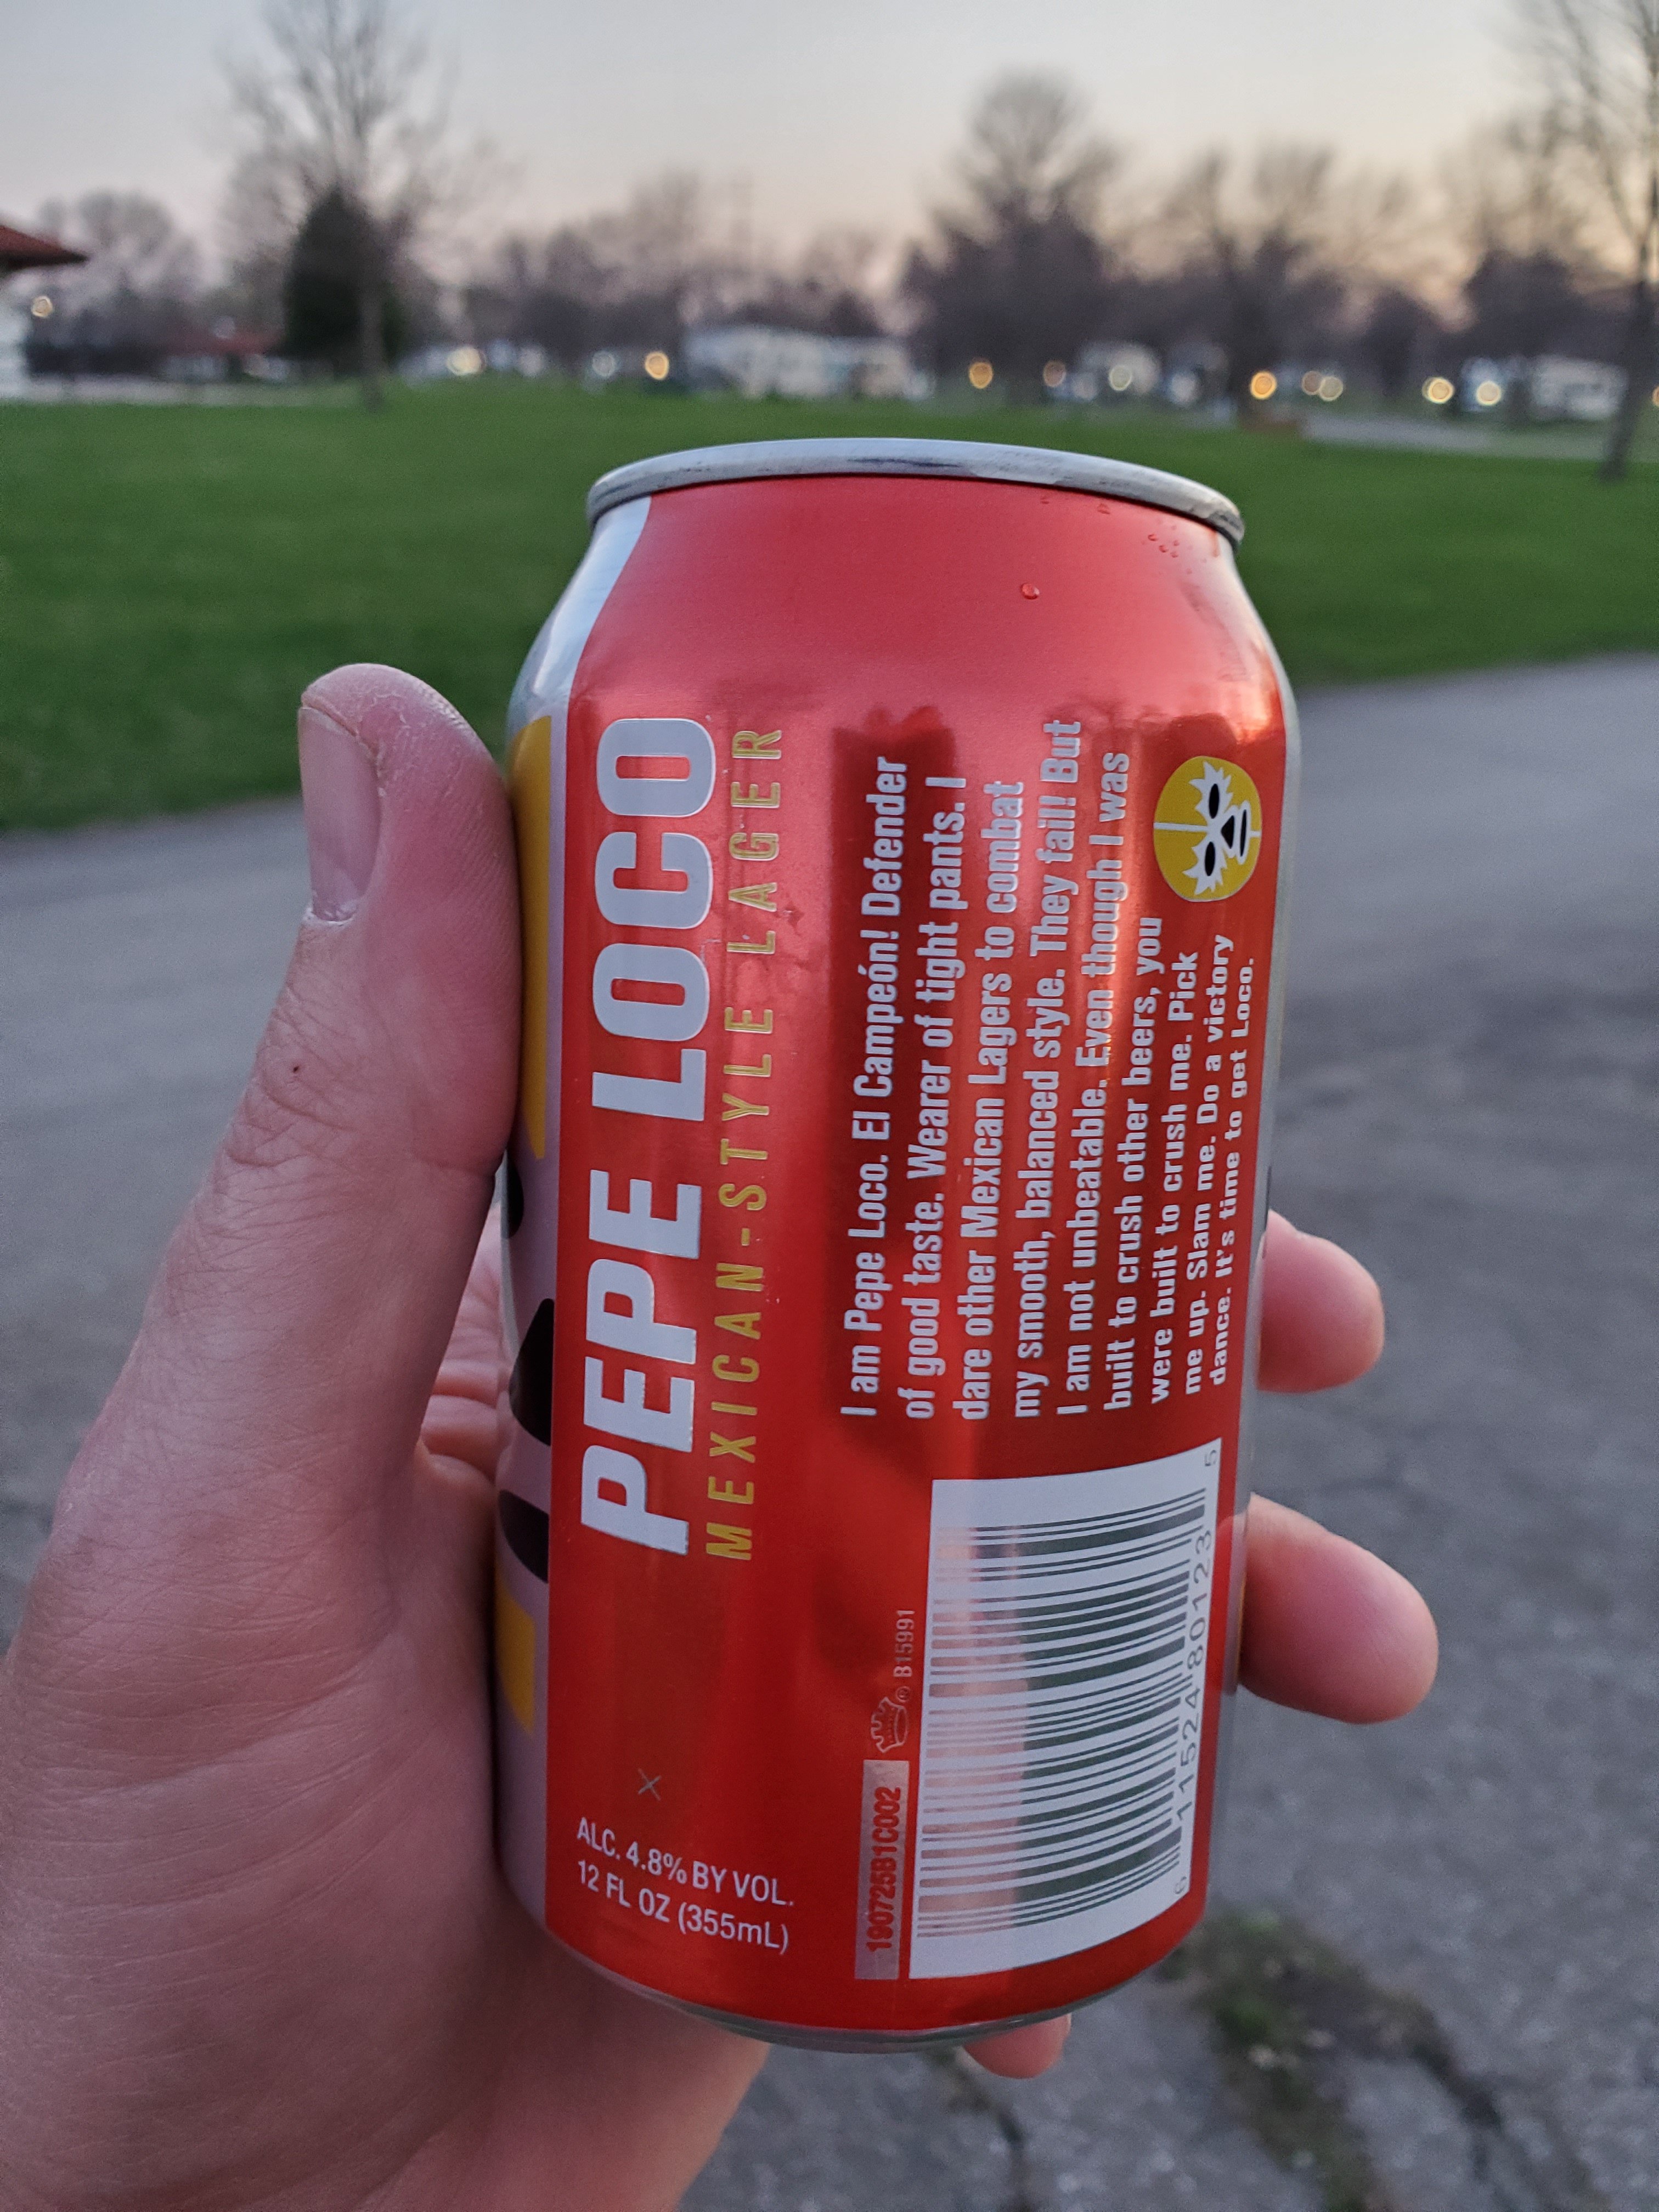 PEPE LOCO
MEXICAN-STYLE LAGER
I am Pepe Loco. El Campeón! Defender
of good taste. Wearer of tight pants. I
dare other Mexican Lagers to combat
my smooth, balanced style. They fail! But
I am not unbeatable. Even though I was
built to crush other beers, you
were built to crush me. Pick
me up. Slam me. Do a victory
dance. It's time to get Loco.
ALC. 4.8% BY VOL.
12 FL OZ (355mL)
190725B1C002
® B15991
6 11524 80123 5